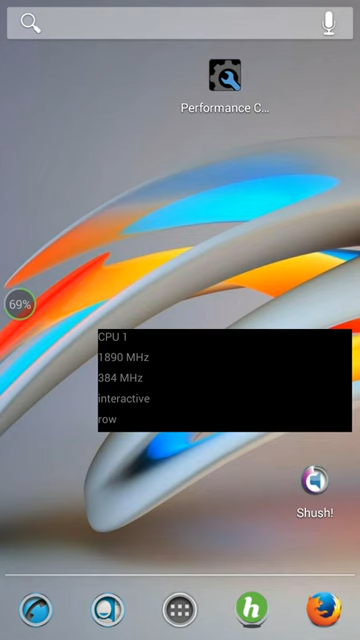 Performance C...
69%
CPU 1
1890 MHz
384 MHz
interactive
row
Shush!
h